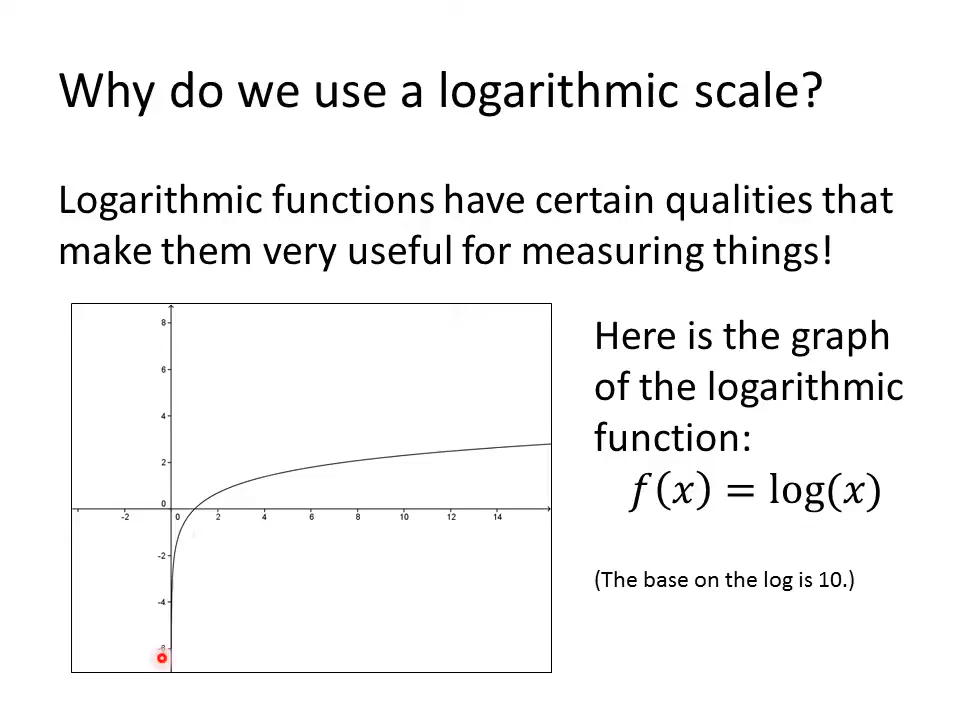 Why do we use a logarithmic scale?
Logarithmic functions have certain qualities that
make them very useful for measuring things!
8
6
4
2
0
-2 0 2 4 6 8 10 12 14
-2
-4
Here is the graph
of the logarithmic
function:
f(x) = log(x)
(The base on the log is 10.)